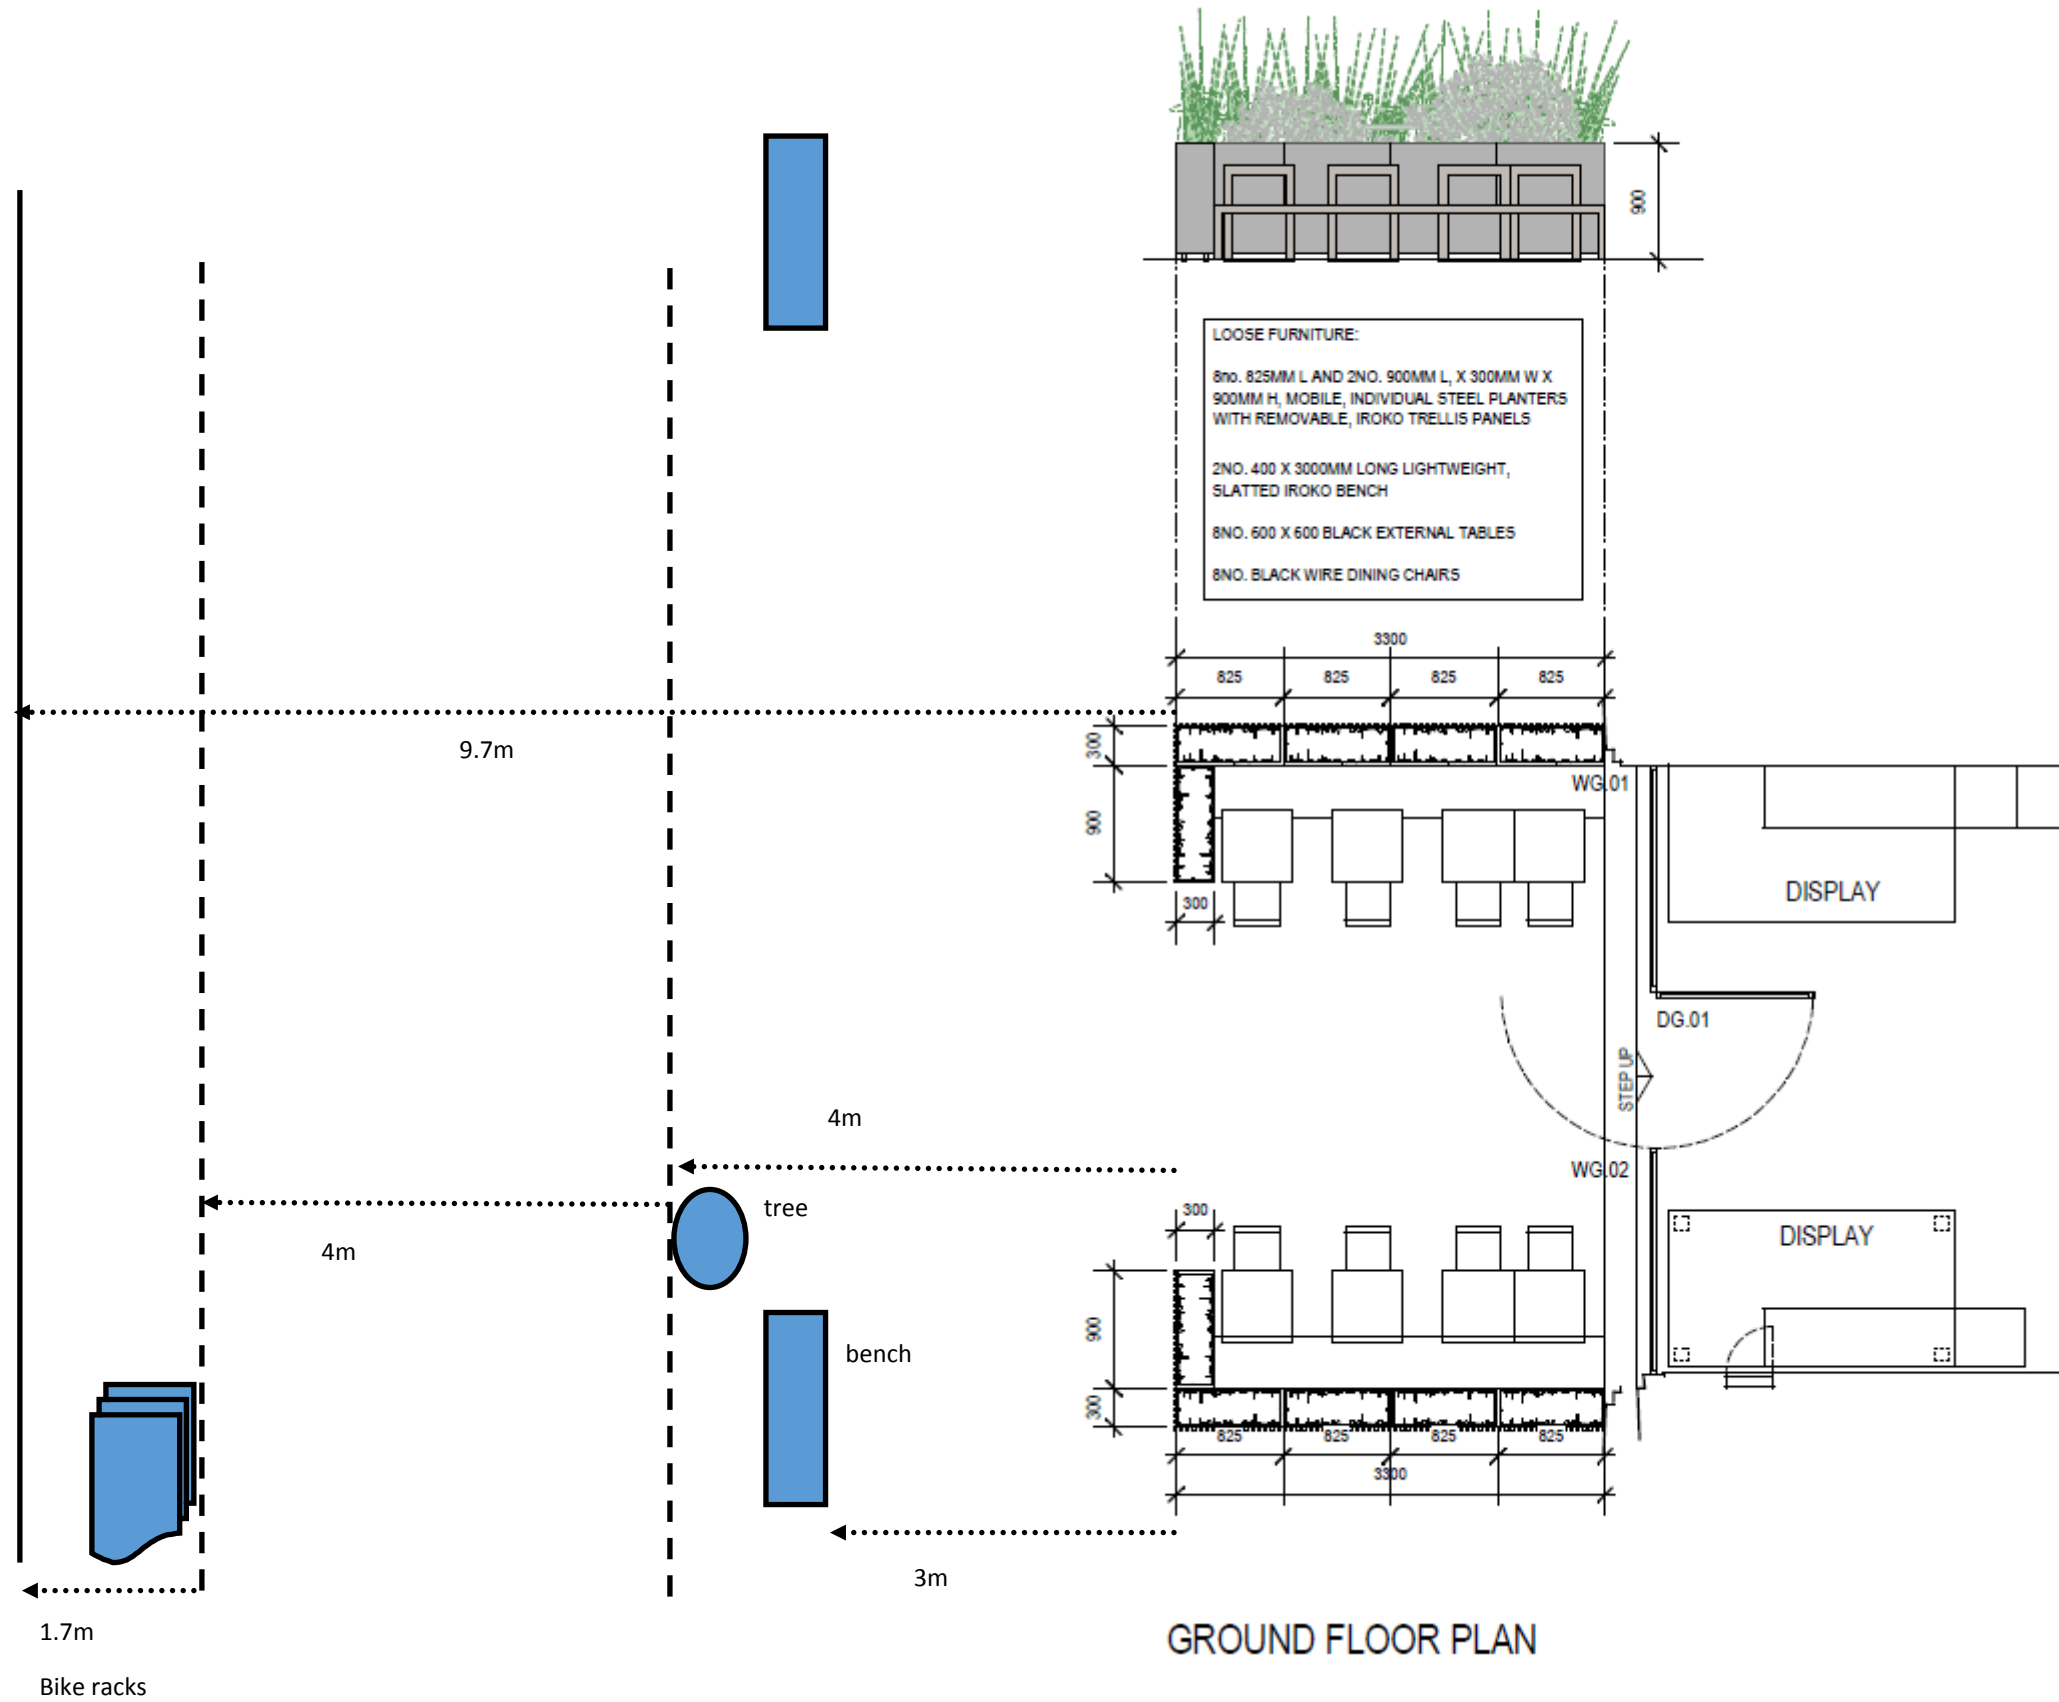 900
LOOSE FURNITURE:
8no. 825MM L AND 2NO. 900MM L, X 300MM W X
900MM H, MOBILE, INDIVIDUAL STEEL PLANTERS
WITH REMOVABLE, IROKO TRELLIS PANELS
2NO. 400 X 3000MM LONG LIGHTWEIGHT,
SLATTED IROKO BENCH
8NO. 600 X 600 BLACK EXTERNAL TABLES
8NO. BLACK WIRE DINING CHAIRS
3300
825 825 825 825
9.7m
300
WG.01
900
DISPLAY
300
DG.01
STEP UP
4m
WG.02
tree
300
4m
DISPLAY
900
bench
300
825 825 825 825
3300
3m
1.7m
GROUND FLOOR PLAN
Bike racks